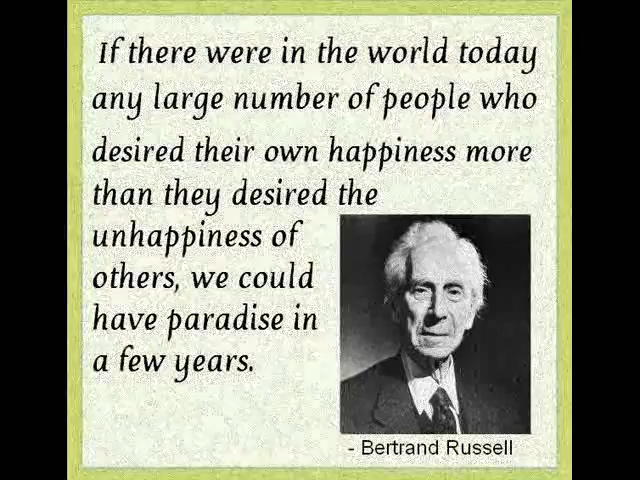 If there were in the world today
any large number of people who
desired their own happiness more
than they desired the
unhappiness of
others, we could
have paradise in
a few years.
- Bertrand Russell